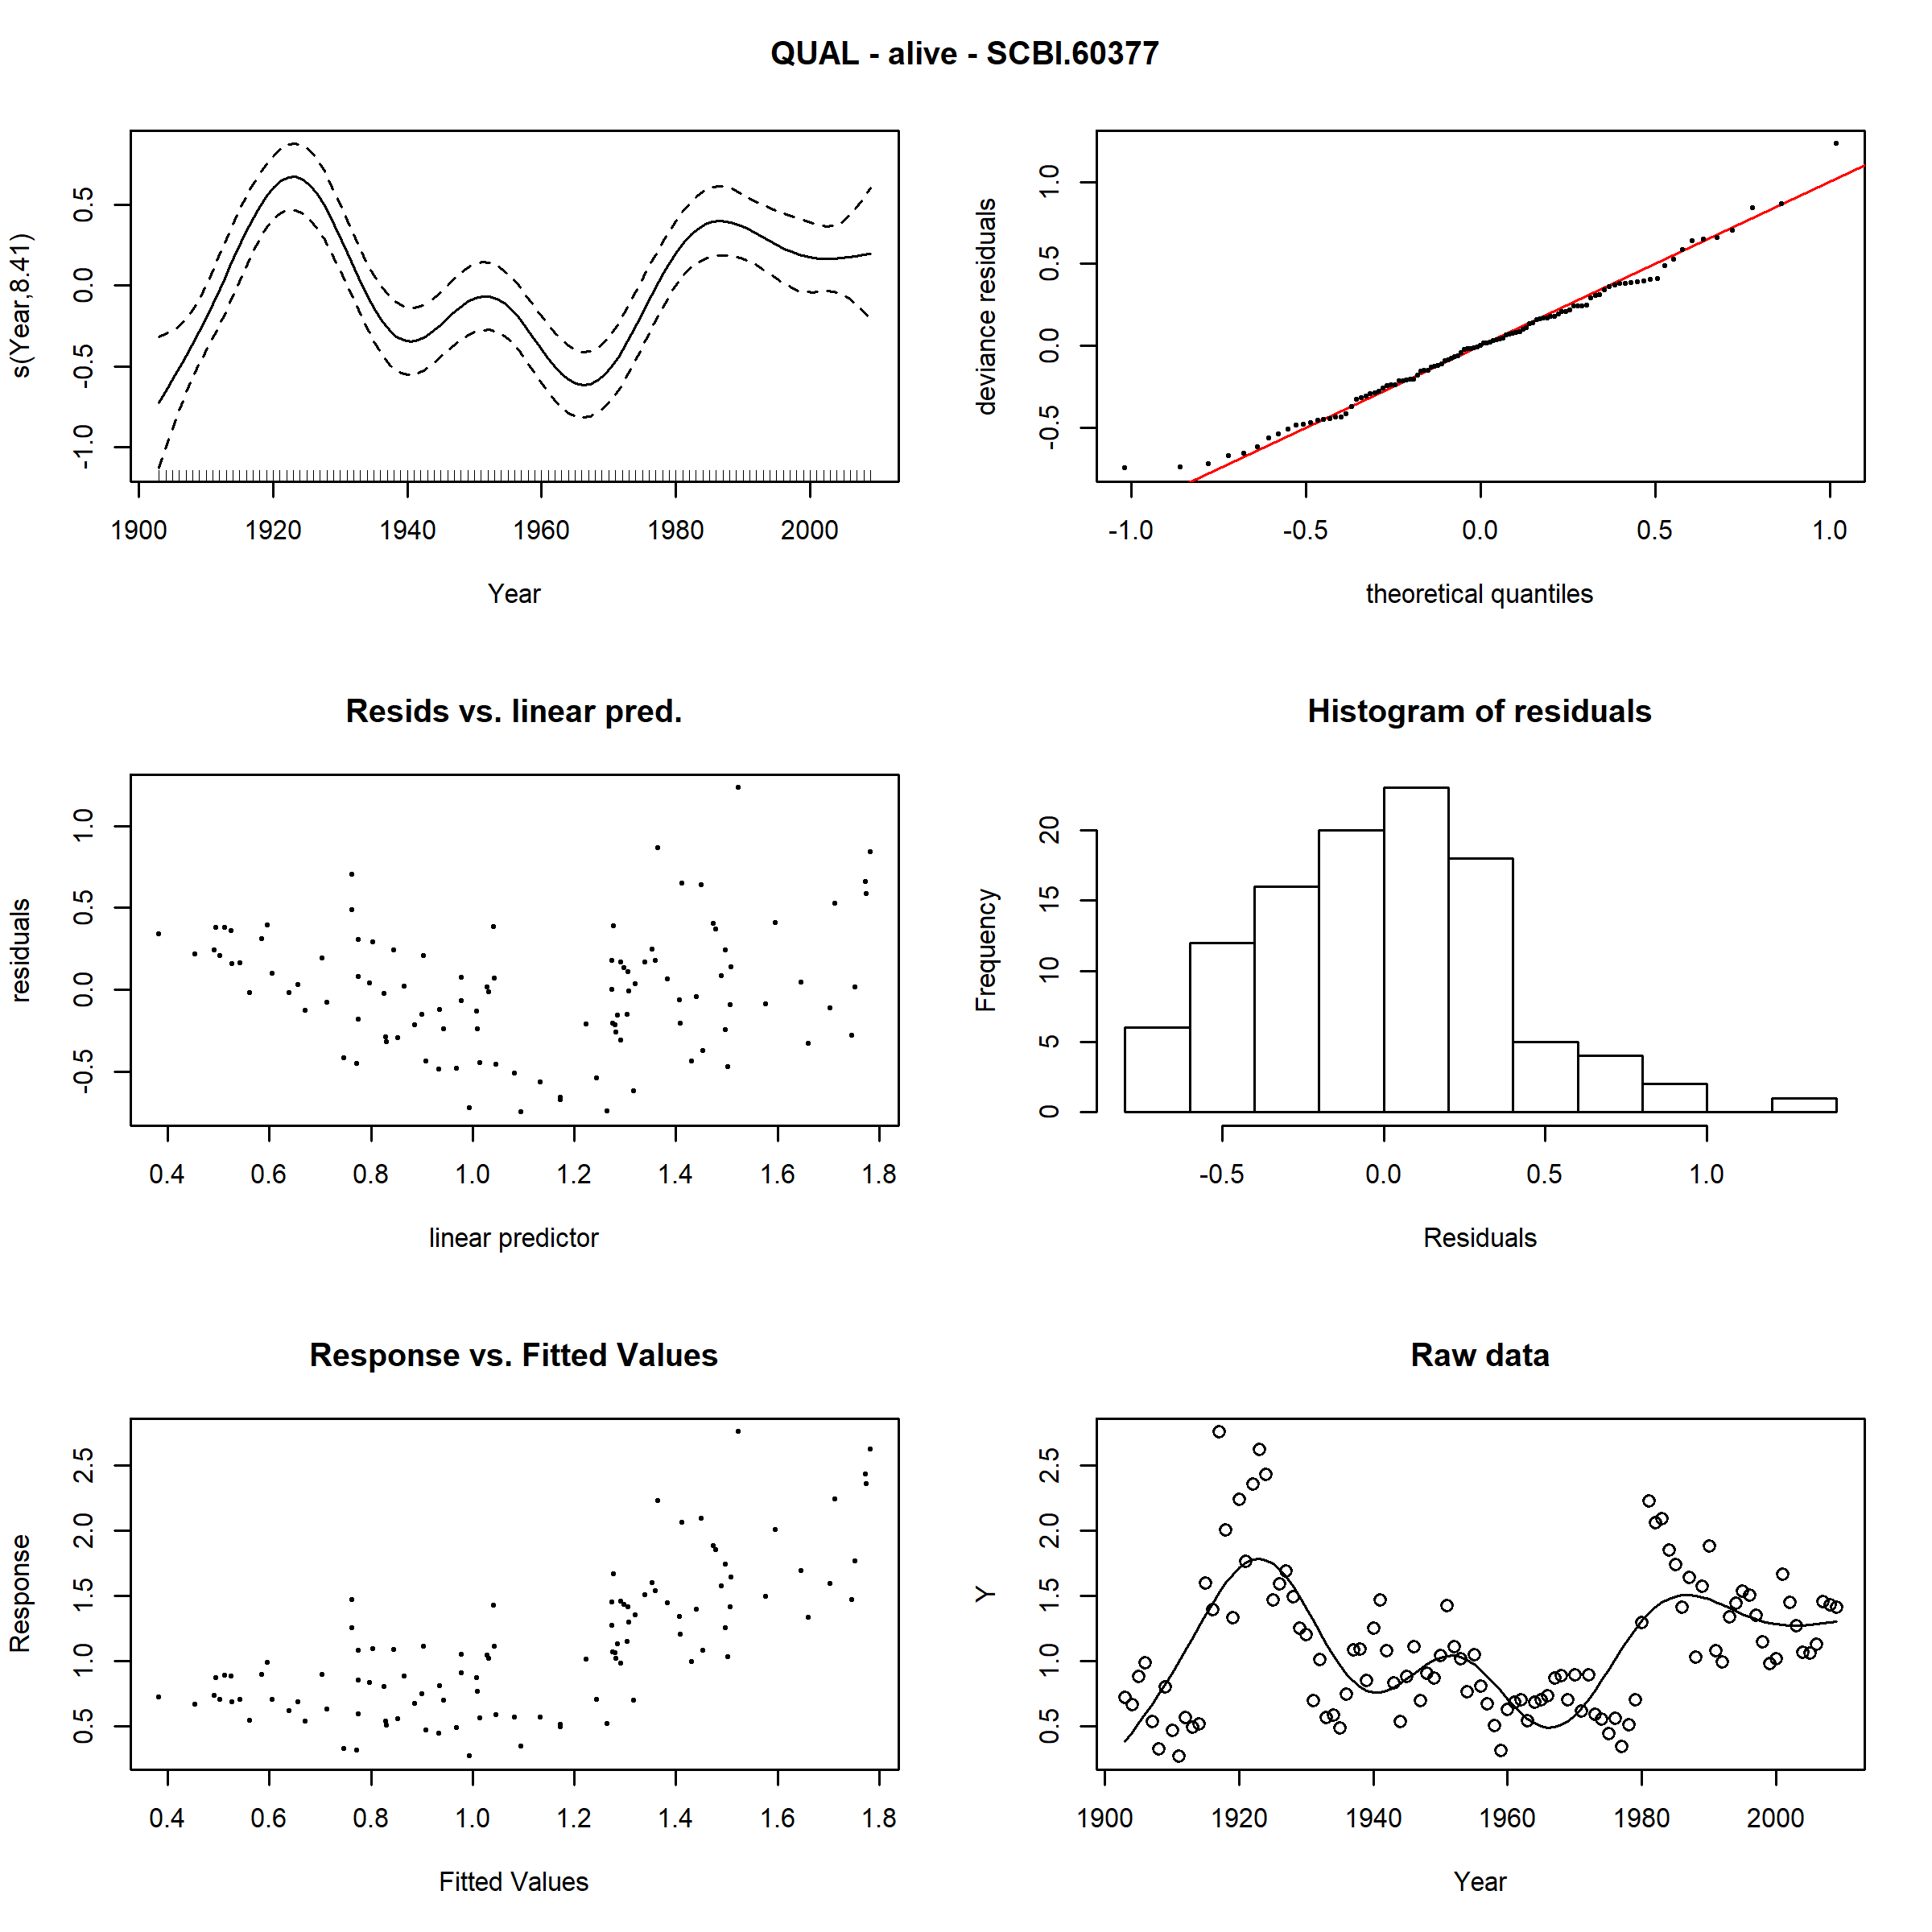 QUAL - alive - SCBI.60377
s(Year,8.41)
-1.0 -0.5 0.0 0.5
1900 1920 1940 1960 1980 2000
Year
deviance residuals
-0.5 0.0 0.5 1.0
-1.0 -0.5 0.0 0.5 1.0
theoretical quantiles
Resids vs. linear pred.
residuals
-0.5 0.0 0.5 1.0
0.4 0.6 0.8 1.0 1.2 1.4 1.6 1.8
linear predictor
Histogram of residuals
Frequency
0 5 10 15 20
-0.5 0.0 0.5 1.0
Residuals
Response vs. Fitted Values
Response
0.5 1.0 1.5 2.0 2.5
0.4 0.6 0.8 1.0 1.2 1.4 1.6 1.8
Fitted Values
Raw data
Y
0.5 1.0 1.5 2.0 2.5
1900 1920 1940 1960 1980 2000
Year